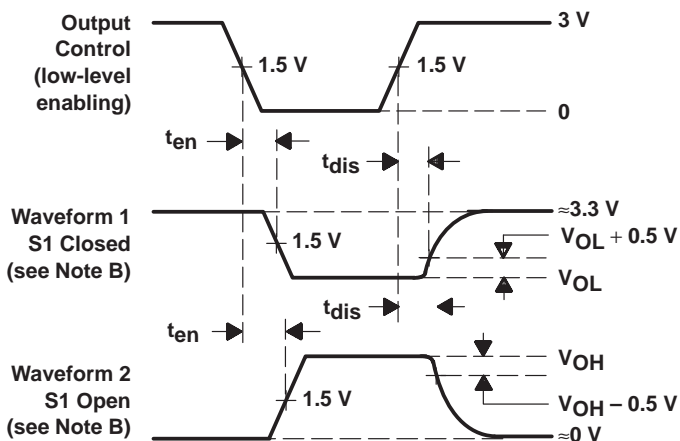 Output
Control
(low-level
enabling)
3 V
1.5 V
1.5 V
0
ten
tdis
Waveform 1
S1 Closed
(see Note B)
≈3.3 V
1.5 V
VOL + 0.5 V
VOL
ten
tdis
Waveform 2
S1 Open
(see Note B)
VOH
1.5 V
VOH – 0.5 V
≈0 V